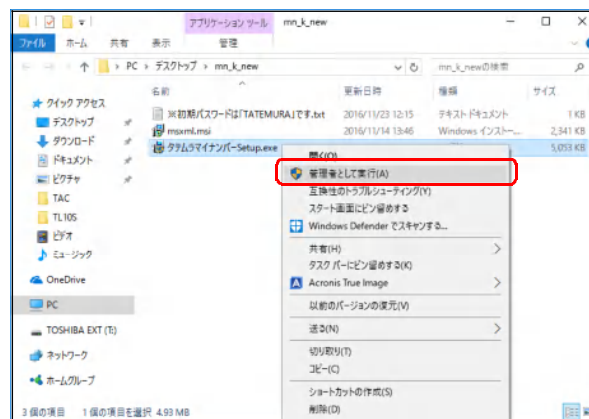 アプリケーション ツール mn_k_new
ファイル ホーム 共有 表示 管理
PC › デスクトップ › mn_k_new mn_k_newの検索
名前 更新日時 種類 サイズ
クイック アクセス
デスクトップ
ダウンロード
ドキュメント
ピクチャ
TAC
TL10S
ビデオ
ミュージック
OneDrive
PC
TOSHIBA EXT (T:)
ネットワーク
ホームグループ
※初期パスワードは「TATEMURA」です.txt 2016/11/23 12:15 テキスト ドキュメント 1 KB
msxml.msi 2016/11/14 13:46 Windows インストー... 2,341 KB
タテムラマイナンバーSetup.exe 5,053 KB
開く(O)
管理者として実行(A)
互換性のトラブルシューティング(Y)
スタート画面にピン留めする
Windows Defender でスキャンする...
共有(H)
タスク バーにピン留めする(K)
Acronis True Image
以前のバージョンの復元(V)
送る(N)
切り取り(T)
コピー(C)
ショートカットの作成(S)
削除(D)
3 個の項目 1 個の項目を選択 4.93 MB